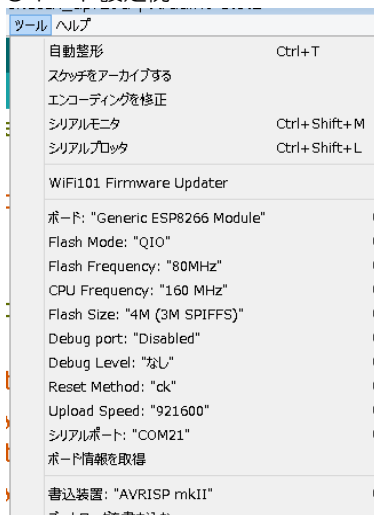 ツール ヘルプ
自動整形 Ctrl+T
スケッチをアーカイブする
エンコーディングを修正
シリアルモニタ Ctrl+Shift+M
シリアルプロッタ Ctrl+Shift+L
WiFi101 Firmware Updater
ボード: "Generic ESP8266 Module"
Flash Mode: "QIO"
Flash Frequency: "80MHz"
CPU Frequency: "160 MHz"
Flash Size: "4M (3M SPIFFS)"
Debug port: "Disabled"
Debug Level: "なし"
Reset Method: "ck"
Upload Speed: "921600"
シリアルポート: "COM21"
ボード情報を取得
書込装置: "AVRISP mkII"